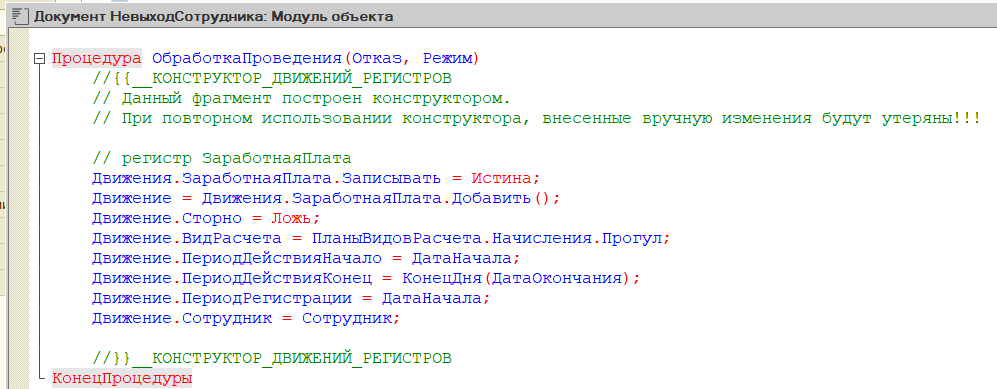 Документ НевыходСотрудника: Модуль объекта
Процедура ОбработкаПроведения(Отказ, Режим)
//{{__КОНСТРУКТОР_ДВИЖЕНИЙ_РЕГИСТРОВ
// Данный фрагмент построен конструктором.
// При повторном использовании конструктора, внесенные вручную изменения будут утеряны!!!
// регистр ЗаработнаяПлата
Движения.ЗаработнаяПлата.Записывать = Истина;
Движение = Движения.ЗаработнаяПлата.Добавить();
Движение.Сторно = Ложь;
Движение.ВидРасчета = ПланыВидовРасчета.Начисления.Прогул;
Движение.ПериодДействияНачало = ДатаНачала;
Движение.ПериодДействияКонец = КонецДня(ДатаОкончания);
Движение.ПериодРегистрации = ДатаНачала;
Движение.Сотрудник = Сотрудник;
//}}__КОНСТРУКТОР_ДВИЖЕНИЙ_РЕГИСТРОВ
КонецПроцедуры